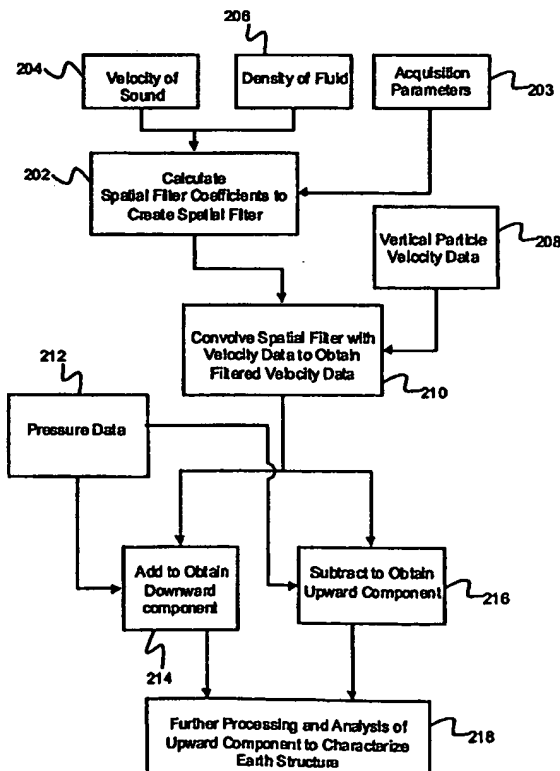 206
204
Velocity of
Sound
Density of Fluid
Acquisition
Parameters
203
202
Calculate
Spatial Filter Coefficients to
Create Spatial Filter
Vertical Particle
Velocity Data
208
Convolve Spatial Filter with
Velocity Data to Obtain
Filtered Velocity Data
210
212
Pressure Data
Add to Obtain
Downward
component
214
Subtract to Obtain
Upward Component
216
Further Processing and Analysis of
Upward Component to Characterize
Earth Structure
218